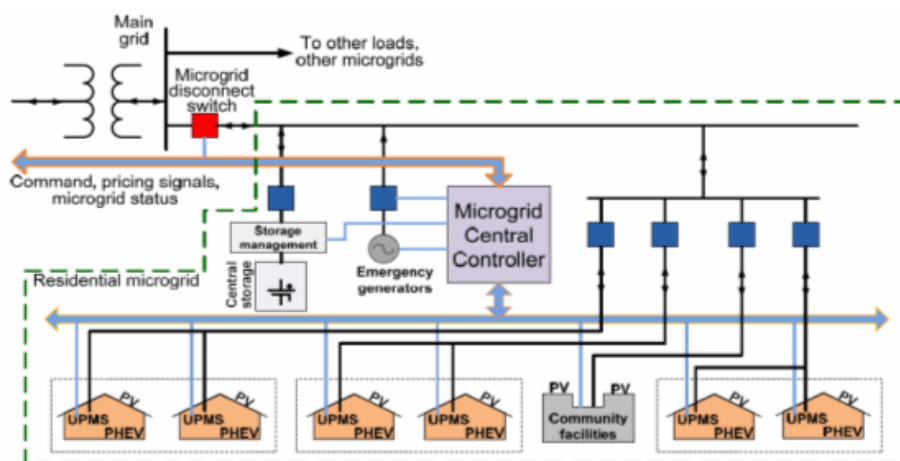 Main
grid
To other loads,
other microgrids
Microgrid
disconnect
switch
Command, pricing signals,
microgrid status
Storage
management
Microgrid
Central
Controller
Residential microgrid
Central
storage
Emergency
generators
PV
UPMS
PHEV
PV
UPMS
PHEV
PV
UPMS
PHEV
PV
UPMS
PHEV
PV
PV
Community
facilities
PV
UPMS
PHEV
PV
UPMS
PHEV